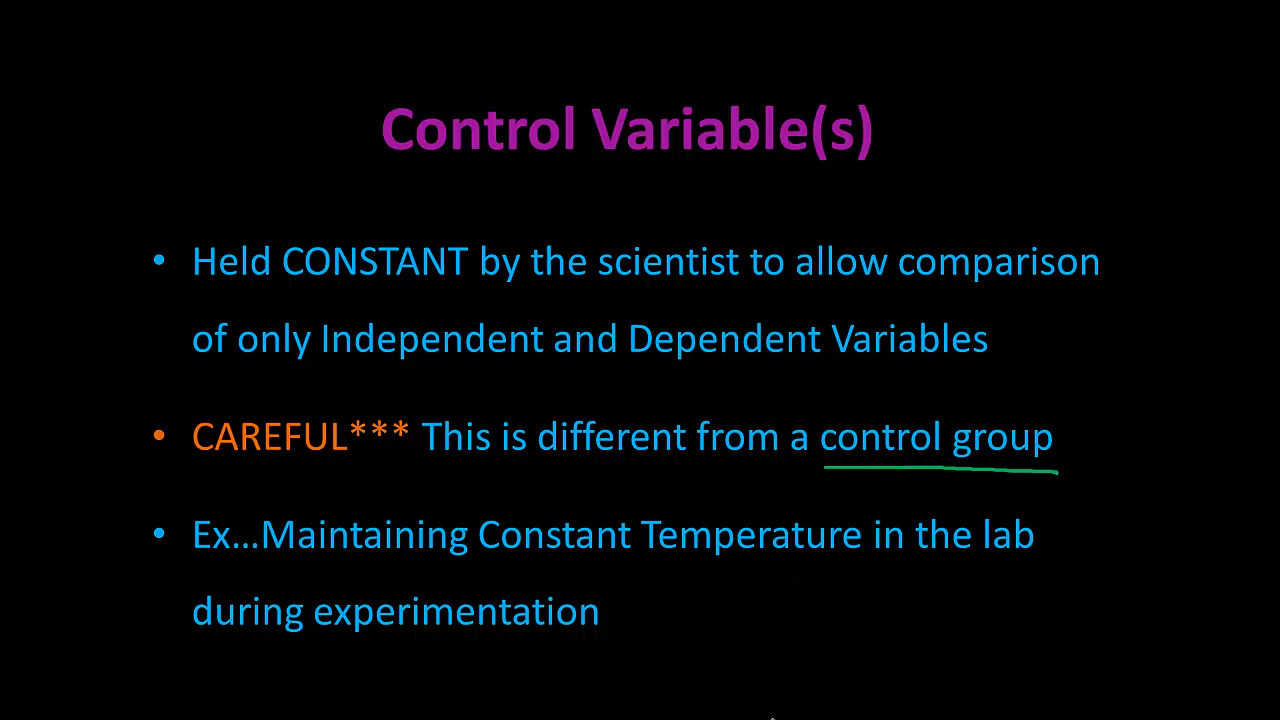 Control Variable(s)
• Held CONSTANT by the scientist to allow comparison
of only Independent and Dependent Variables
• CAREFUL*** This is different from a control group
• Ex…Maintaining Constant Temperature in the lab
during experimentation